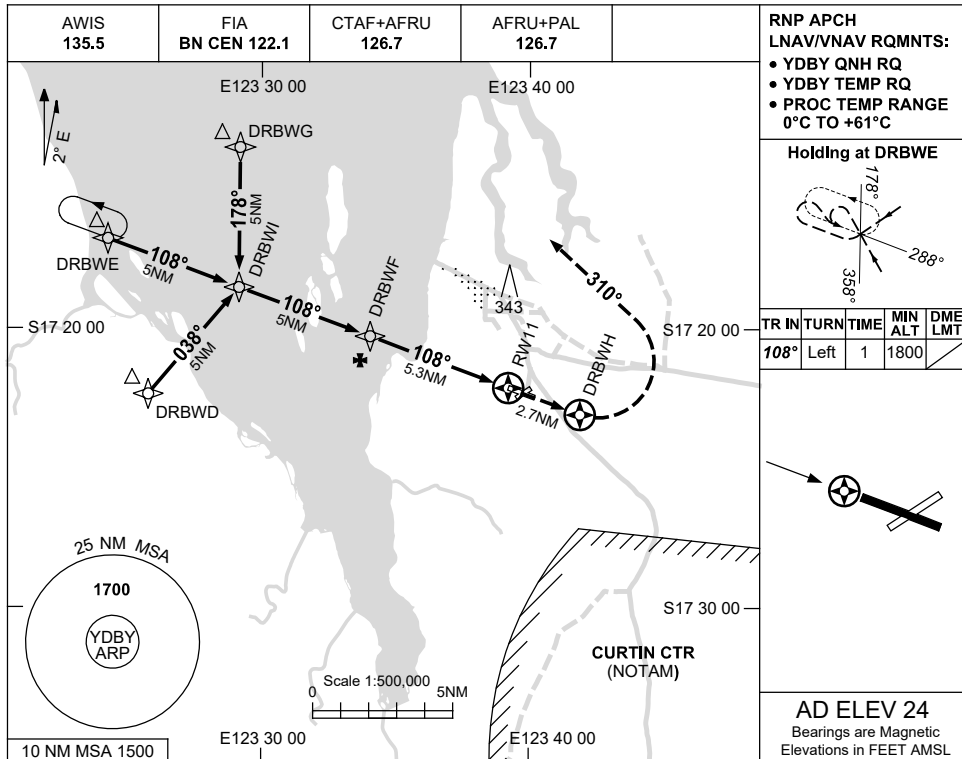 AWIS
135.5
FIA
BN CEN 122.1
CTAF+AFRU
126.7
AFRU+PAL
126.7
RNP APCH
LNAV/VNAV RQMNTS:
• YDBY QNH RQ
• YDBY TEMP RQ
• PROC TEMP RANGE
0°C TO +61°C
E123 30 00
E123 40 00
2° E
DRBWG
178°
5NM
DRBWE
108°
5NM
DRBWI
108°
5NM
DRBWF
038°
5NM
DRBWD
108°
5.3NM
RW11
2.7NM
DRBWH
310°
343
S17 20 00
S17 20 00
Holding at DRBWE
178°
288°
358°
TR IN TURN TIME MIN ALT DME LMT
108° Left 1 1800
25 NM MSA
1700
YDBY
ARP
10 NM MSA 1500
Scale 1:500,000
0 5NM
S17 30 00
CURTIN CTR
(NOTAM)
E123 30 00
E123 40 00
AD ELEV 24
Bearings are Magnetic
Elevations in FEET AMSL